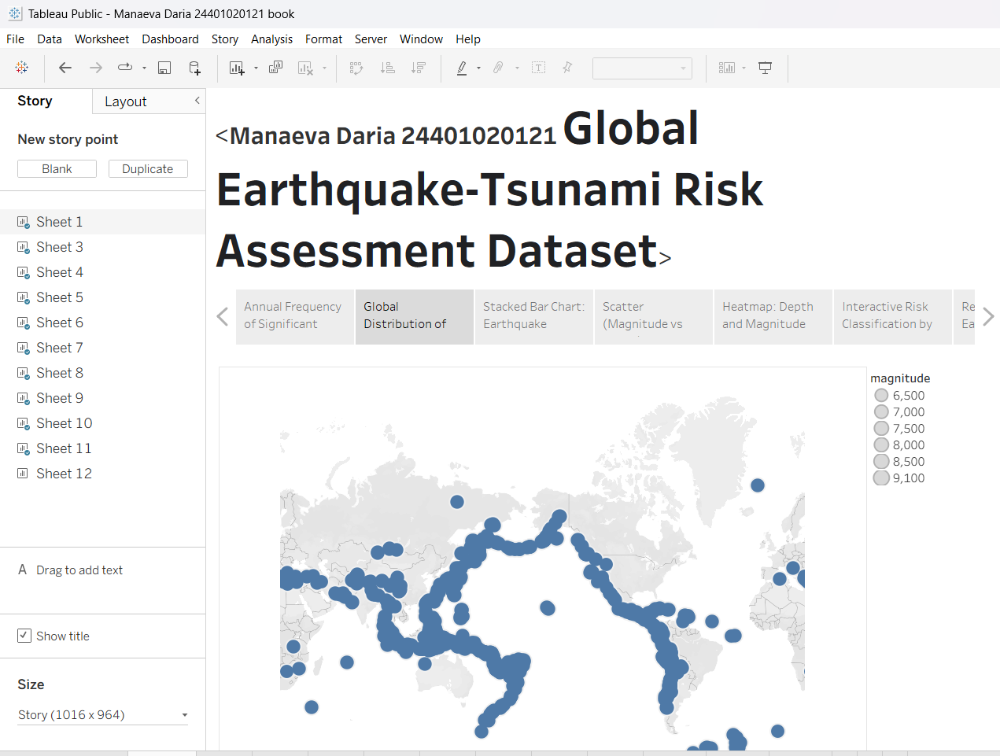 Tableau Public - Manaeva Daria 24401020121 book
File Data Worksheet Dashboard Story Analysis Format Server Window Help
Story Layout
New story point
Blank Duplicate
Sheet 1
Sheet 3
Sheet 4
Sheet 5
Sheet 6
Sheet 7
Sheet 8
Sheet 9
Sheet 10
Sheet 11
Sheet 12
A Drag to add text
Show title
Size
Story (1016 x 964)
<Manaeva Daria 24401020121 Global
Earthquake-Tsunami Risk
Assessment Dataset>
Annual Frequency
of Significant
Global
Distribution of
Stacked Bar Chart:
Earthquake
Scatter
(Magnitude vs
Heatmap: Depth
and Magnitude
Interactive Risk
Classification by
Re
Ea
magnitude
6,500
7,000
7,500
8,000
8,500
9,100